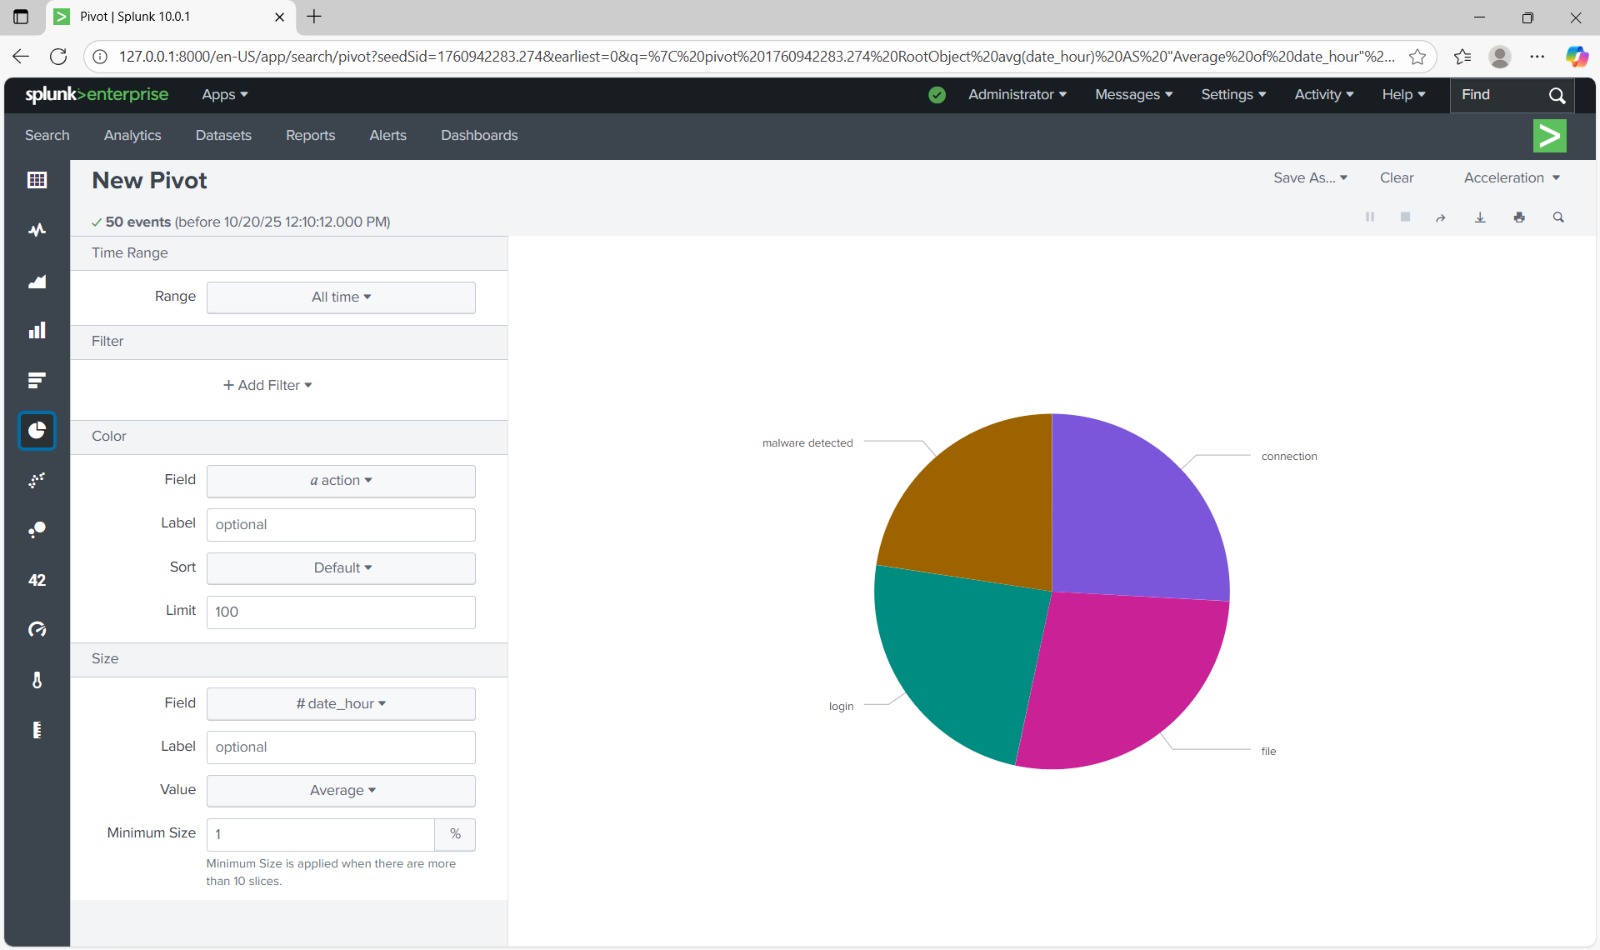 Pivot | Splunk 10.0.1
127.0.0.1:8000/en-US/app/search/pivot?seedSid=1760942283.274&earliest=0&q=%7C%20pivot%201760942283.274%20RootObject%20avg(date_hour)%20AS%20"Average%20of%20date_hour"%2...
splunk>enterprise Apps Administrator Messages Settings Activity Help Find
Search Analytics Datasets Reports Alerts Dashboards
New Pivot
Save As... Clear Acceleration
50 events (before 10/20/25 12:10:12.000 PM)
Time Range
Range All time
Filter
+ Add Filter
Color
Field a action
Label optional
Sort Default
Limit 100
Size
Field # date_hour
Label optional
Value Average
Minimum Size 1 %
Minimum Size is applied when there are more
than 10 slices.
42
malware detected
connection
login
file